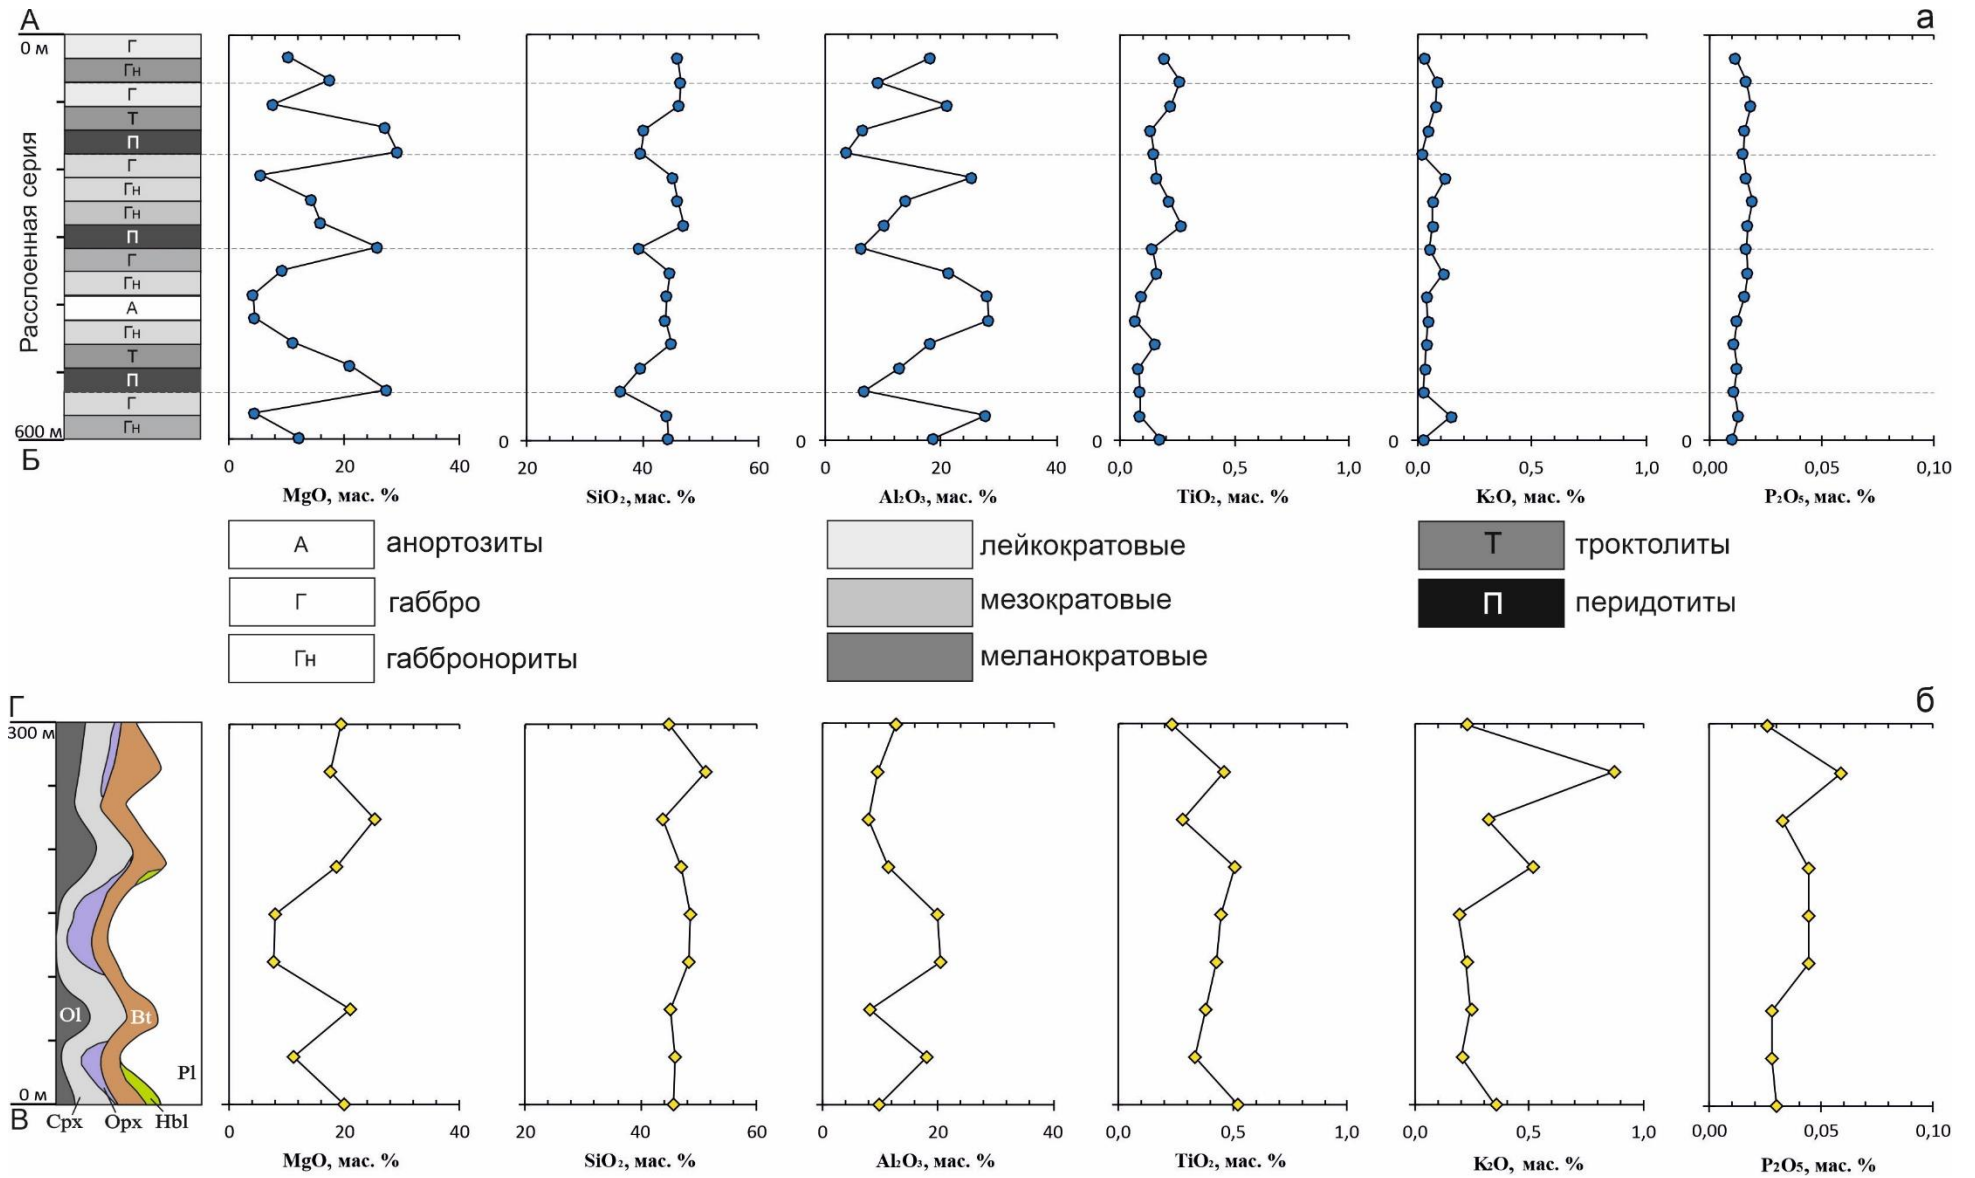 А
а
0 м
Г
Гн
Г
Т
П
Г
Гн
Гн
П
Г
Гн
А
Гн
Т
П
Г
Гн
Расслоенная серия
600 м
Б
0 0 0 0 0
0 20 40
20 40 60
0 20 40
0,0 0,5 1,0
0,0 0,5 1,0
0,00 0,05 0,10
MgO, мас. %
SiO₂, мас. %
Al₂O₃, мас. %
TiO₂, мас. %
K₂O, мас. %
P₂O₅, мас. %
А анортозиты
Г габбро
Гн габбронориты
лейкократовые
мезократовые
меланократовые
Т троктолиты
П перидотиты
Г
б
300 м
Ol
Bt
Pl
0 м
В
Cpx Opx Hbl
0 20 40
20 40 60
0 20 40
0,0 0,5 1,0
0,0 0,5 1,0
0,00 0,05 0,10
MgO, мас. %
SiO₂, мас. %
Al₂O₃, мас. %
TiO₂, мас. %
K₂O, мас. %
P₂O₅, мас. %